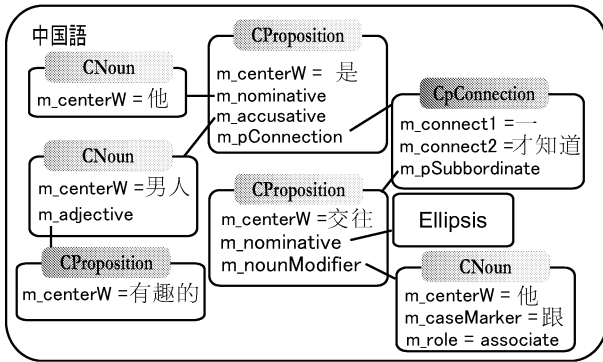 中国語
CNoun
m_centerW = 他
CProposition
m_centerW = 是
m_nominative
m_accusative
m_pConnection
CpConnection
m_connect1 =一
m_connect2 =才知道
m_pSubordinate
CNoun
m_centerW =男人
m_adjective
CProposition
m_centerW =交往
m_nominative
m_nounModifier
Ellipsis
CProposition
m_centerW =有趣的
CNoun
m_centerW = 他
m_caseMarker =跟
m_role = associate